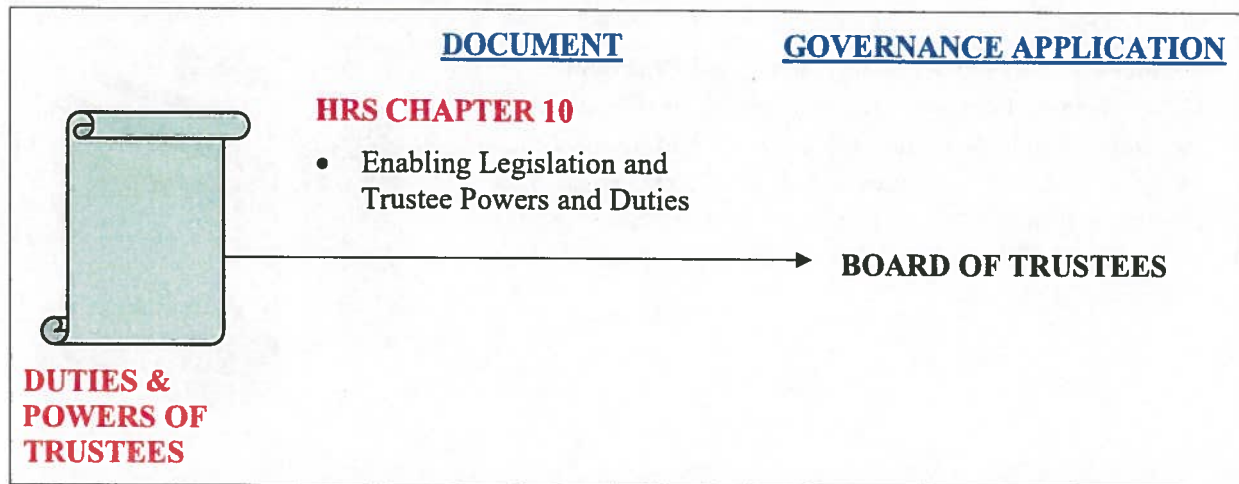 DOCUMENT
GOVERNANCE APPLICATION
HRS CHAPTER 10
• Enabling Legislation and
Trustee Powers and Duties
BOARD OF TRUSTEES
DUTIES &
POWERS OF
TRUSTEES